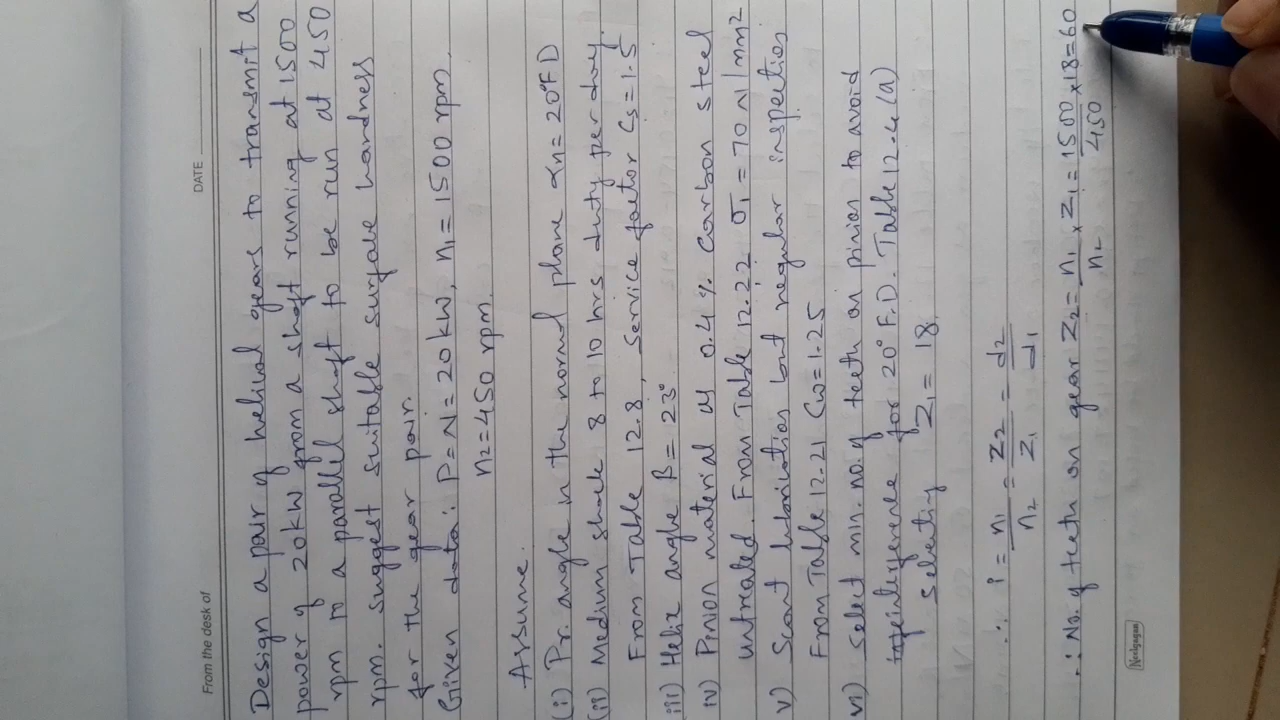 From the desk of
DATE
Design a pair of helical gears to transmit a
power of 20kW from a shaft running at 1500
rpm to a parallel shaft to be run at 450
rpm. suggest suitable surface hardness
for the gear pair.
Given data: P=N=20kW, n₁=1500 rpm.
n₂=450 rpm.
Assume.
(i) Pr. angle in the normal plane αn=20°FD
(ii) Medium shock 8 to 10 hrs duty per day.
From Table 12.8, Service factor Cs=1.5
iii) Helix angle β=23°
iv) Pinion material as 0.4% carbon steel
untreated. From Table 12.22 σ₁=70N/mm²
v) Scant lubrication but regular inspection
From Table 12.21 Cw=1.25
vi) select min. no. of teeth on pinion to avoid
interference for 20° F.D. Table 12.4(a)
Selecting Z₁=18.
∴ i = n₁/n₂ = Z₂/Z₁ = d₂/d₁
∴ No. of teeth on gear Z₂= n₁/n₂ × Z₁= 1500/450 ×18=60
Navigagan